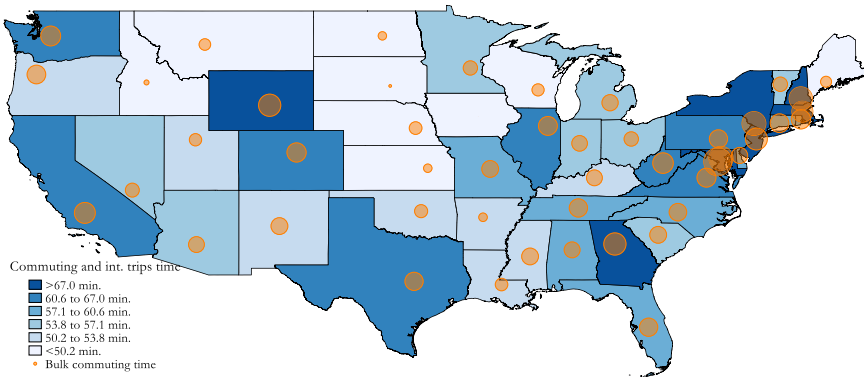 Commuting and int. trips time
>67.0 min.
60.6 to 67.0 min.
57.1 to 60.6 min.
53.8 to 57.1 min.
50.2 to 53.8 min.
<50.2 min.
Bulk commuting time